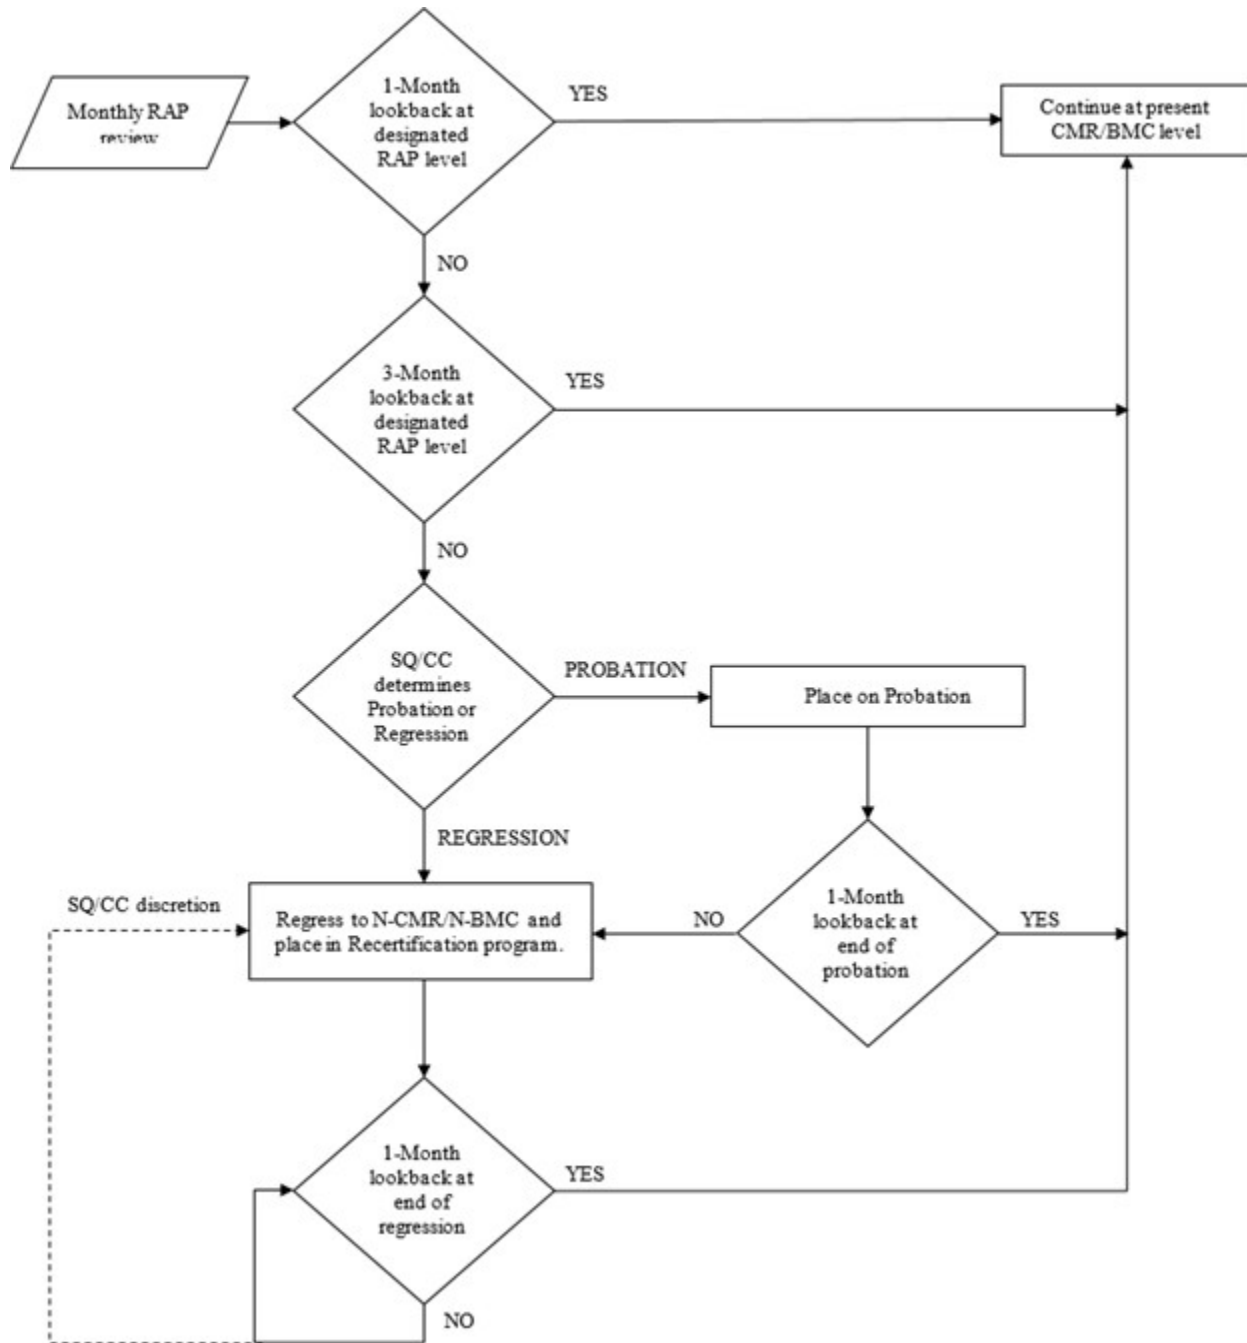 Monthly RAP
review
1-Month
lookback at
designated
RAP level
YES
Continue at present
CMR/BMC level
NO
3-Month
lookback at
designated
RAP level
YES
NO
SQ/CC
determines
Probation or
Regression
PROBATION
Place on Probation
REGRESSION
SQ/CC discretion
Regress to N-CMR/N-BMC and
place in Recertification program.
NO
1-Month
lookback at
end of
probation
YES
1-Month
lookback at
end of
regression
YES
NO